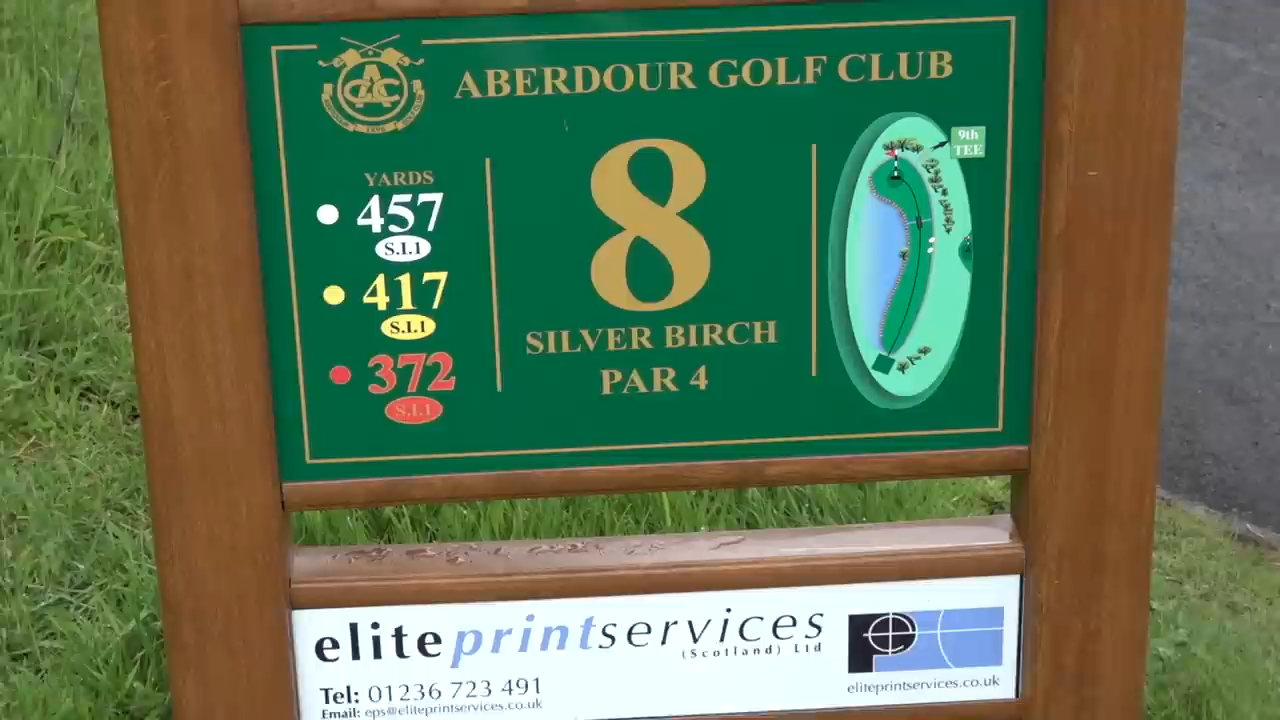 ABERDOUR GOLF CLUB
YARDS
457
S.I.1
417
S.I.1
372
S.I.1
8
SILVER BIRCH
PAR 4
9th
TEE
eliteprintservices
(Scotland) Ltd
Tel: 01236 723 491
Email: eps@eliteprintservices.co.uk
eliteprintservices.co.uk